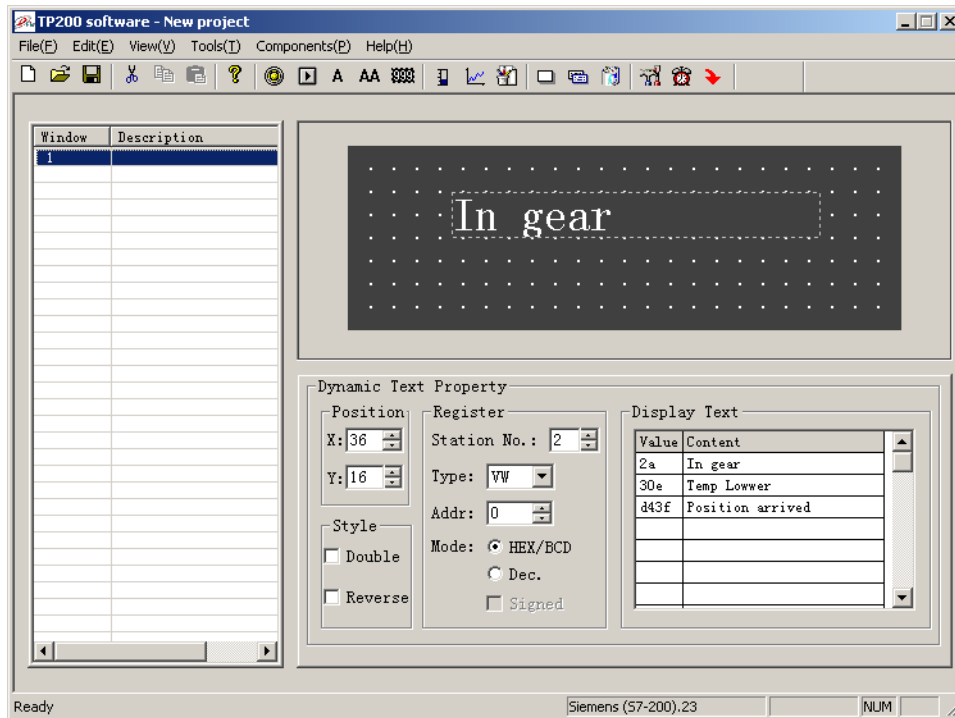 TP200 software - New project
File(F) Edit(E) View(V) Tools(T) Components(P) Help(H)
A AA
Window Description
1
In gear
Dynamic Text Property
Position Register Display Text
X: 36 Station No.: 2 Value Content
2a In gear
Y: 16 Type: VW 30e Temp Lowwer
d43f Position arrived
Addr: 0
Style
Double Mode: HEX/BCD
Dec.
Reverse Signed
Ready Siemens (S7-200).23 NUM